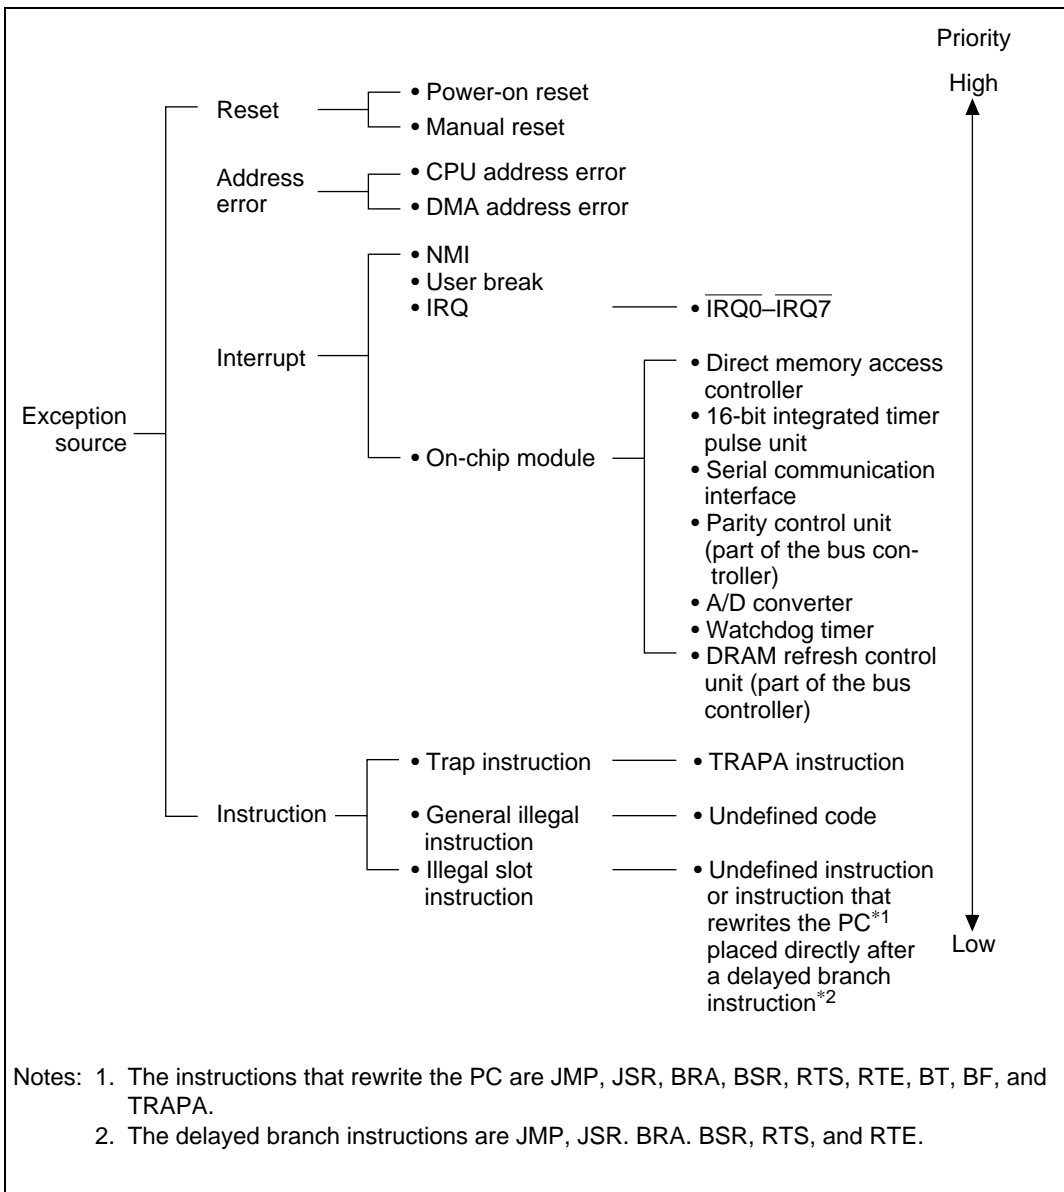 Priority
High
Reset
• Power-on reset
• Manual reset
Address
error
• CPU address error
• DMA address error
Interrupt
• NMI
• User break
• IRQ
• IRQ0–IRQ7
• On-chip module
• Direct memory access
controller
• 16-bit integrated timer
pulse unit
• Serial communication
interface
• Parity control unit
(part of the bus con-
troller)
• A/D converter
• Watchdog timer
• DRAM refresh control
unit (part of the bus
controller)
Exception
source
Instruction
• Trap instruction
• TRAPA instruction
• General illegal
instruction
• Undefined code
• Illegal slot
instruction
• Undefined instruction
or instruction that
rewrites the PC*1
placed directly after
a delayed branch
instruction*2
Low
Notes: 1. The instructions that rewrite the PC are JMP, JSR, BRA, BSR, RTS, RTE, BT, BF, and
TRAPA.
2. The delayed branch instructions are JMP, JSR. BRA. BSR, RTS, and RTE.